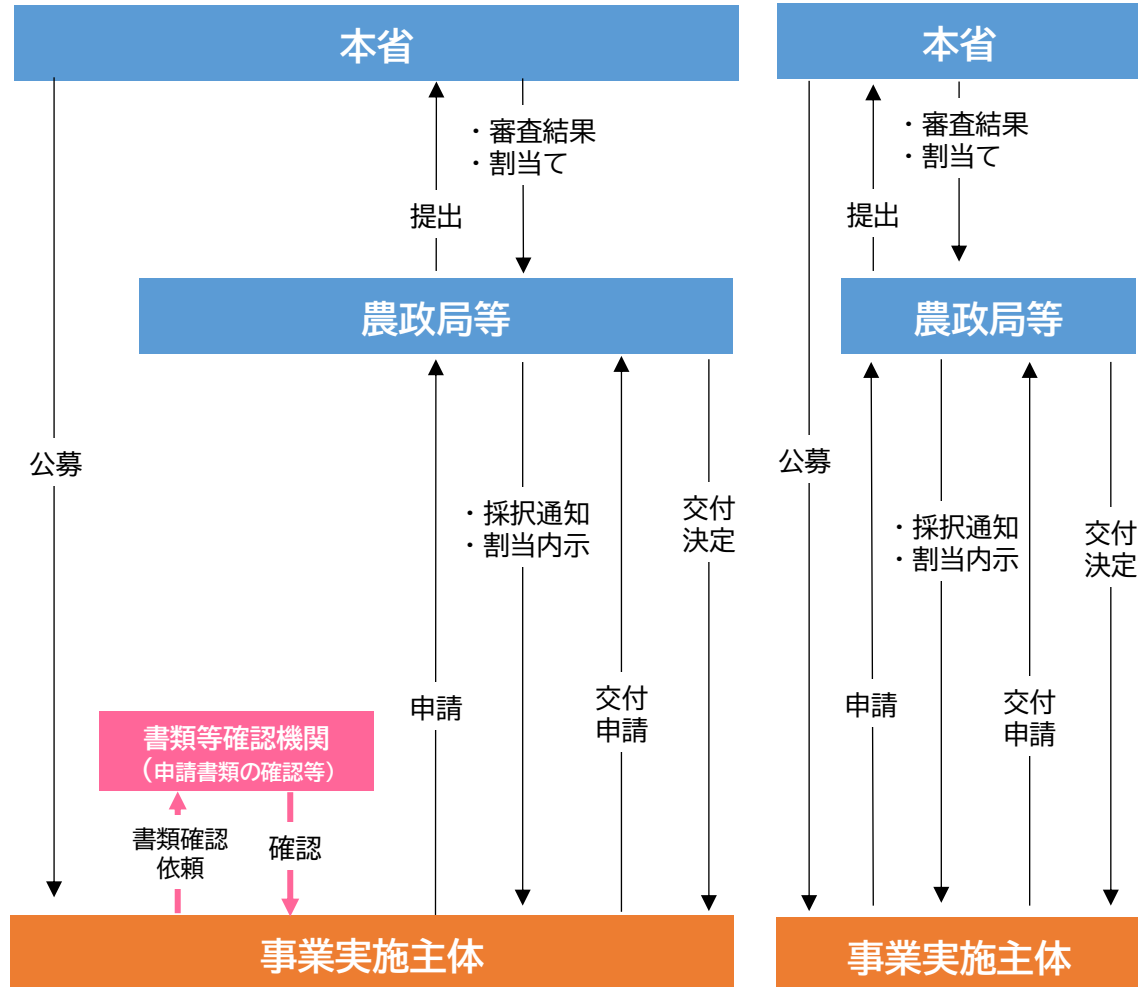 本省
・審査結果
・割当て
提出
農政局等
公募
・採択通知
・割当内示
交付
決定
申請
交付
申請
書類等確認機関
（申請書類の確認等）
書類確認
依頼
確認
事業実施主体
本省
・審査結果
・割当て
提出
農政局等
公募
・採択通知
・割当内示
交付
決定
申請
交付
申請
事業実施主体